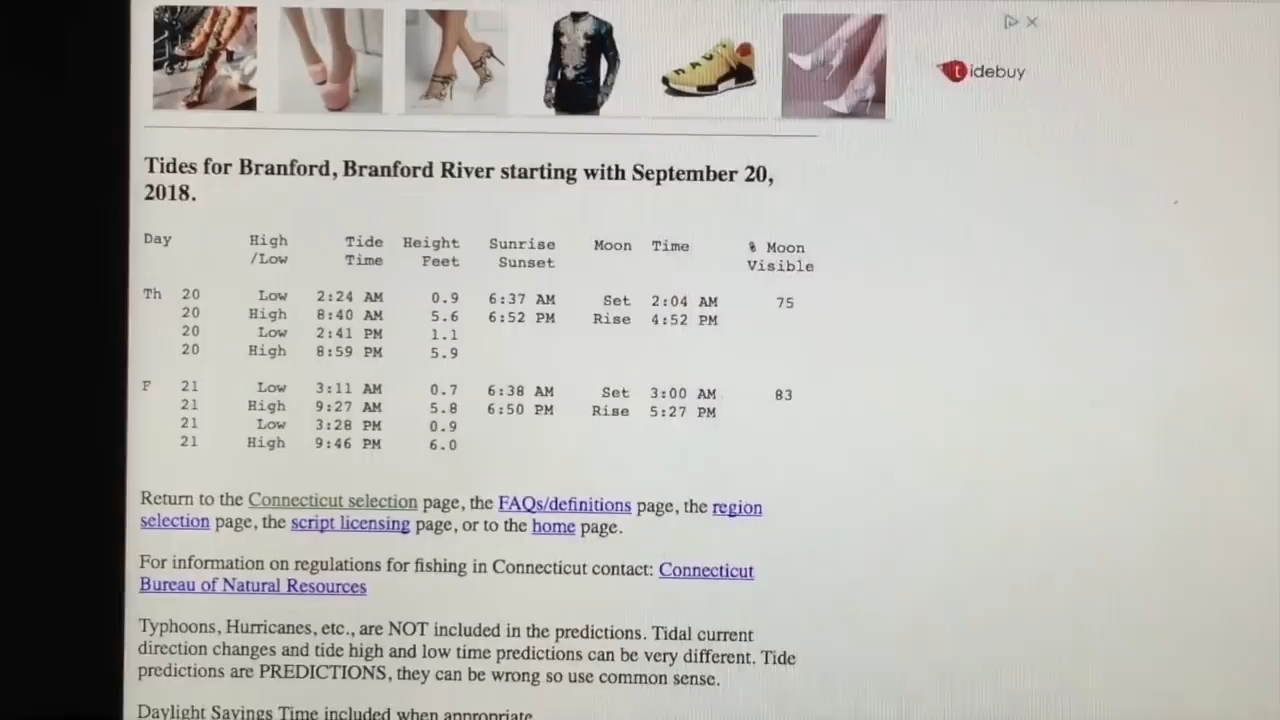 tidebuy
Tides for Branford, Branford River starting with September 20,
2018.
Day High Tide Height Sunrise Moon Time % Moon
/Low Time Feet Sunset Visible
Th 20 Low 2:24 AM 0.9 6:37 AM Set 2:04 AM 75
20 High 8:40 AM 5.6 6:52 PM Rise 4:52 PM
20 Low 2:41 PM 1.1
20 High 8:59 PM 5.9
F 21 Low 3:11 AM 0.7 6:38 AM Set 3:00 AM 83
21 High 9:27 AM 5.8 6:50 PM Rise 5:27 PM
21 Low 3:28 PM 0.9
21 High 9:46 PM 6.0
Return to the Connecticut selection page, the FAQs/definitions page, the region
selection page, the script licensing page, or to the home page.
For information on regulations for fishing in Connecticut contact: Connecticut
Bureau of Natural Resources
Typhoons, Hurricanes, etc., are NOT included in the predictions. Tidal current
direction changes and tide high and low time predictions can be very different. Tide
predictions are PREDICTIONS, they can be wrong so use common sense.
Daylight Savings Time included when appropriate